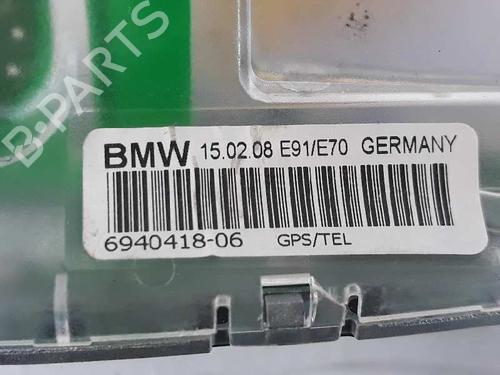 B-PARTS
BMW 15.02.08 E91/E70 GERMANY
6940418-06 GPS/TEL